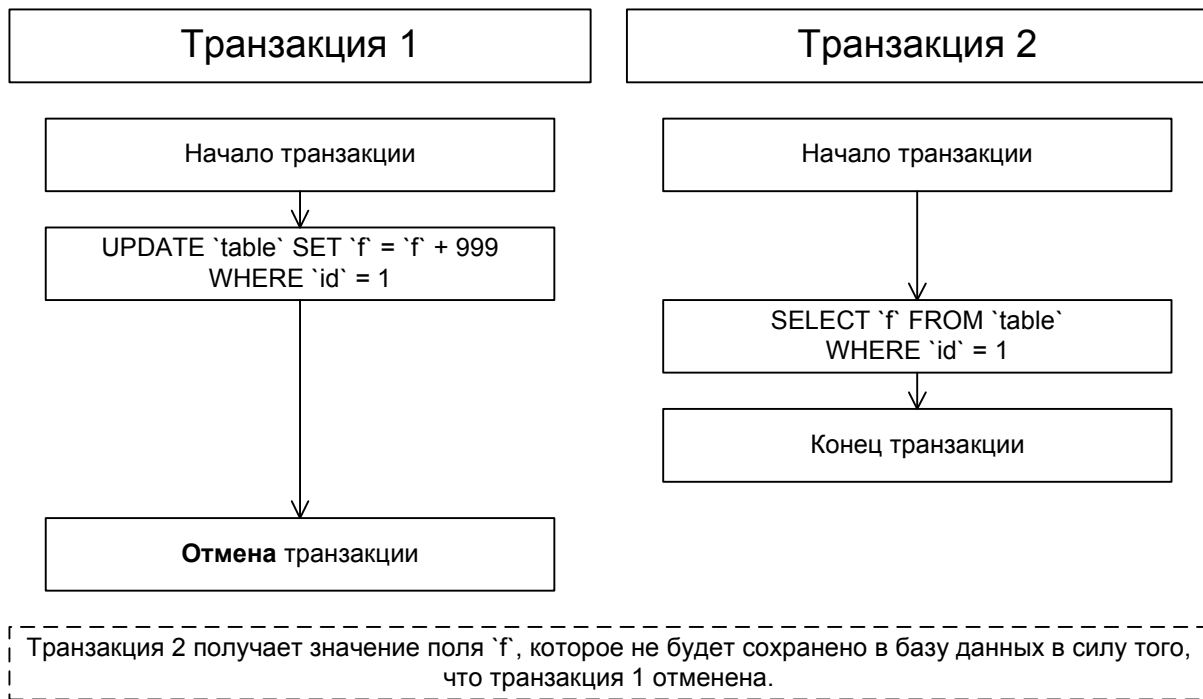 Транзакция 1
Транзакция 2
Начало транзакции
UPDATE `table` SET `f` = `f` + 999
WHERE `id` = 1
Отмена транзакции
Начало транзакции
SELECT `f` FROM `table`
WHERE `id` = 1
Конец транзакции
Транзакция 2 получает значение поля `f`, которое не будет сохранено в базу данных в силу того,
что транзакция 1 отменена.